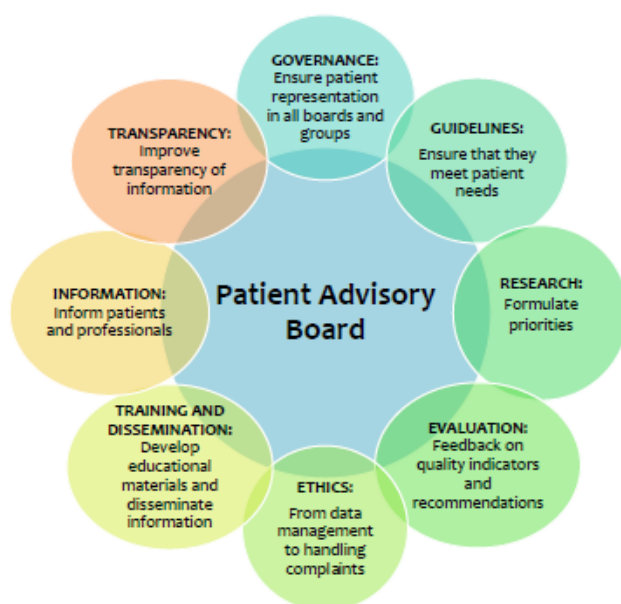 GOVERNANCE:
Ensure patient
representation
in all boards and
groups
GUIDELINES:
Ensure that they
meet patient
needs
RESEARCH:
Formulate
priorities
EVALUATION:
Feedback on
quality indicators
and
recommendations
ETHICS:
From data
management
to handling
complaints
TRAINING AND
DISSEMINATION:
Develop
educational
materials and
disseminate
information
INFORMATION:
Inform patients
and professionals
TRANSPARENCY:
Improve
transparency of
information
Patient Advisory
Board